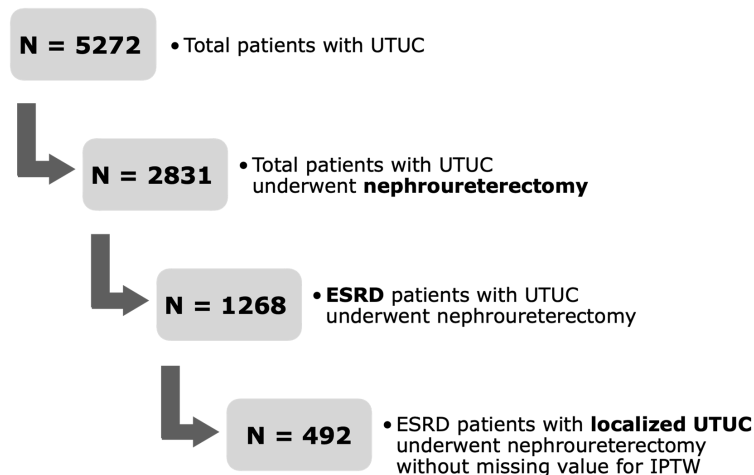 N = 5272
• Total patients with UTUC
N = 2831
• Total patients with UTUC
underwent nephroureterectomy
N = 1268
• ESRD patients with UTUC
underwent nephroureterectomy
N = 492
• ESRD patients with localized UTUC
underwent nephroureterectomy
without missing value for IPTW